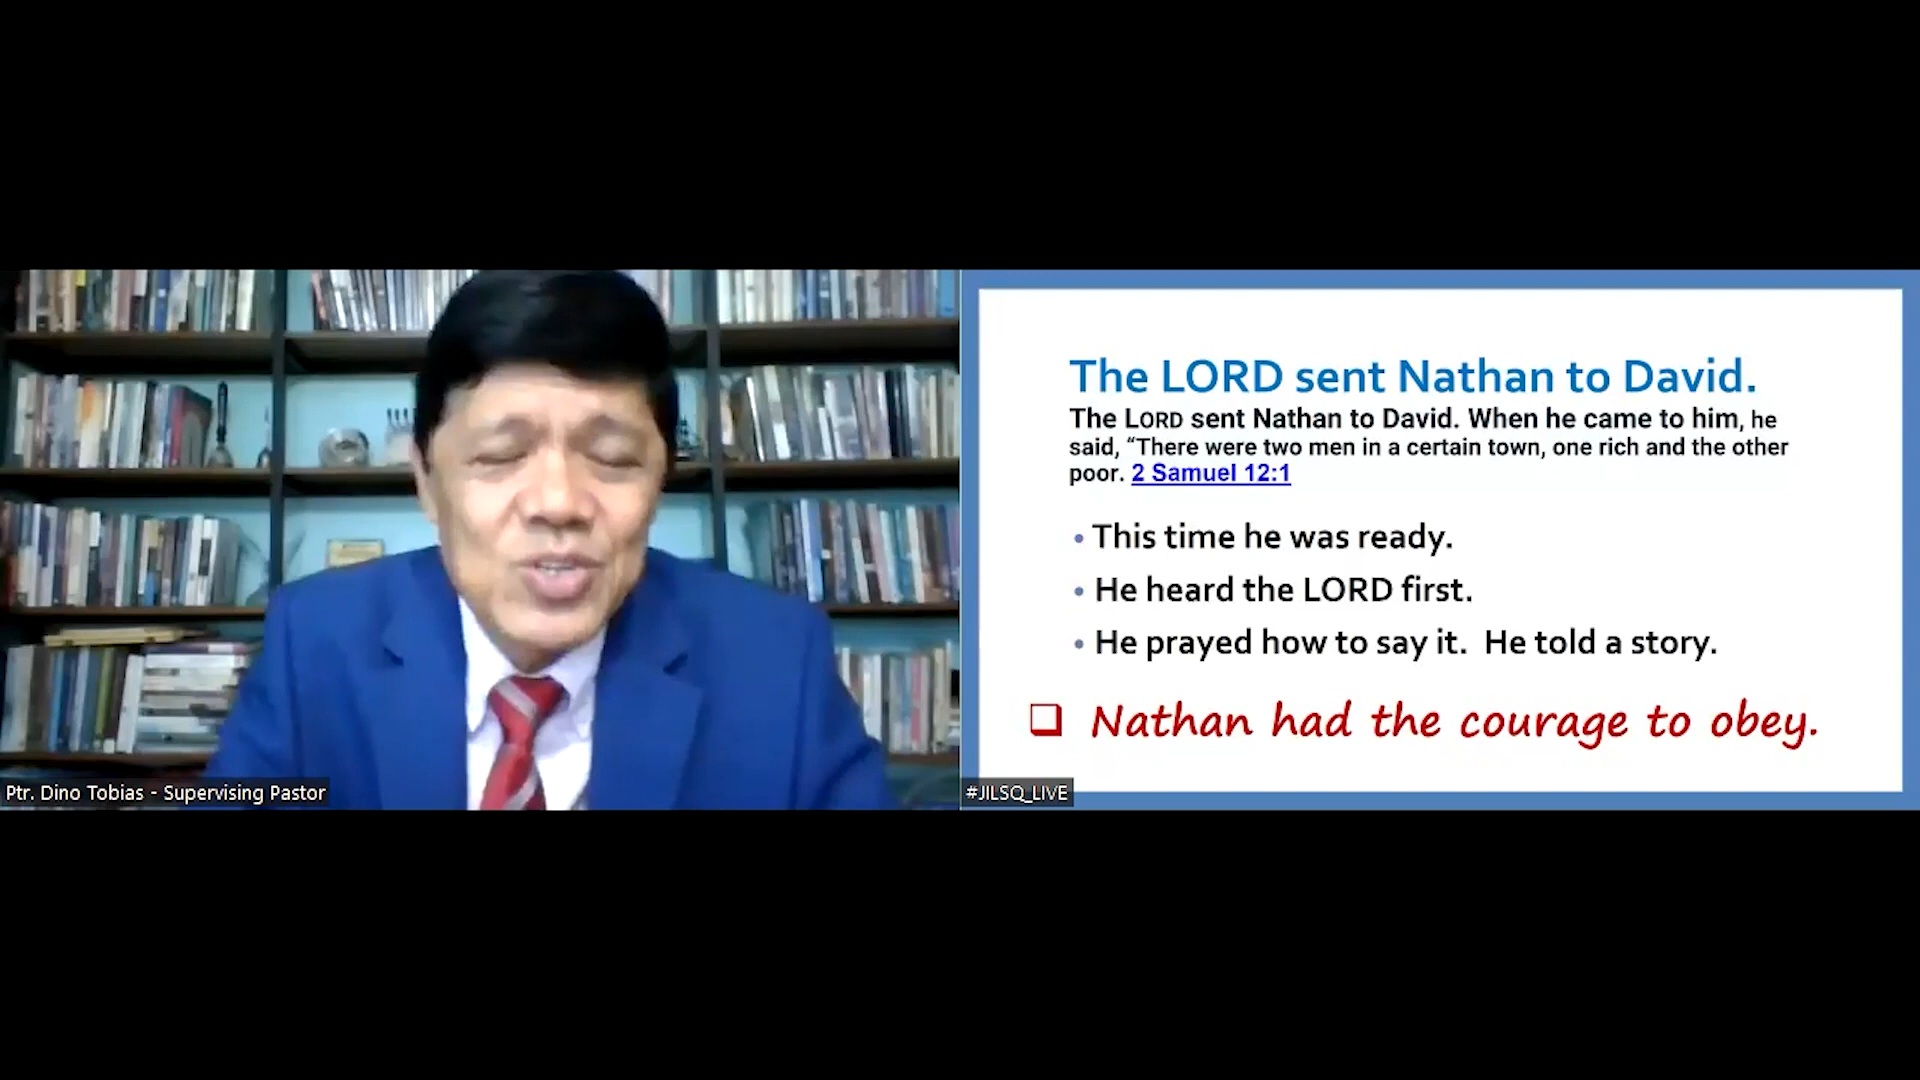 The LORD sent Nathan to David.
The LORD sent Nathan to David. When he came to him, he
said, “There were two men in a certain town, one rich and the other
poor. 2 Samuel 12:1
• This time he was ready.
• He heard the LORD first.
• He prayed how to say it. He told a story.
❑ Nathan had the courage to obey.
Ptr. Dino Tobias - Supervising Pastor
#JILSQ_LIVE